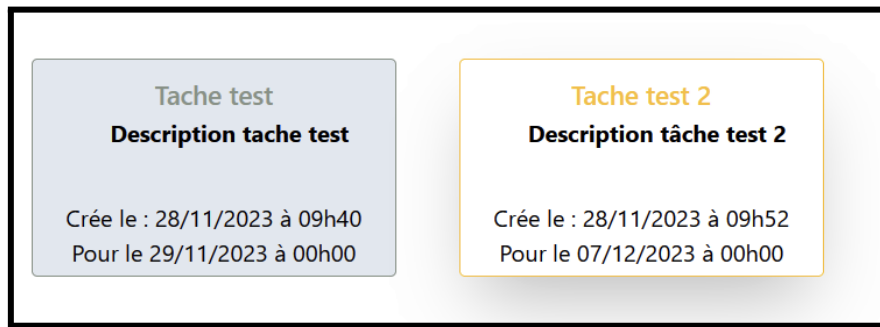 Tache test
Description tache test
Crée le : 28/11/2023 à 09h40
Pour le 29/11/2023 à 00h00
Tache test 2
Description tâche test 2
Crée le : 28/11/2023 à 09h52
Pour le 07/12/2023 à 00h00